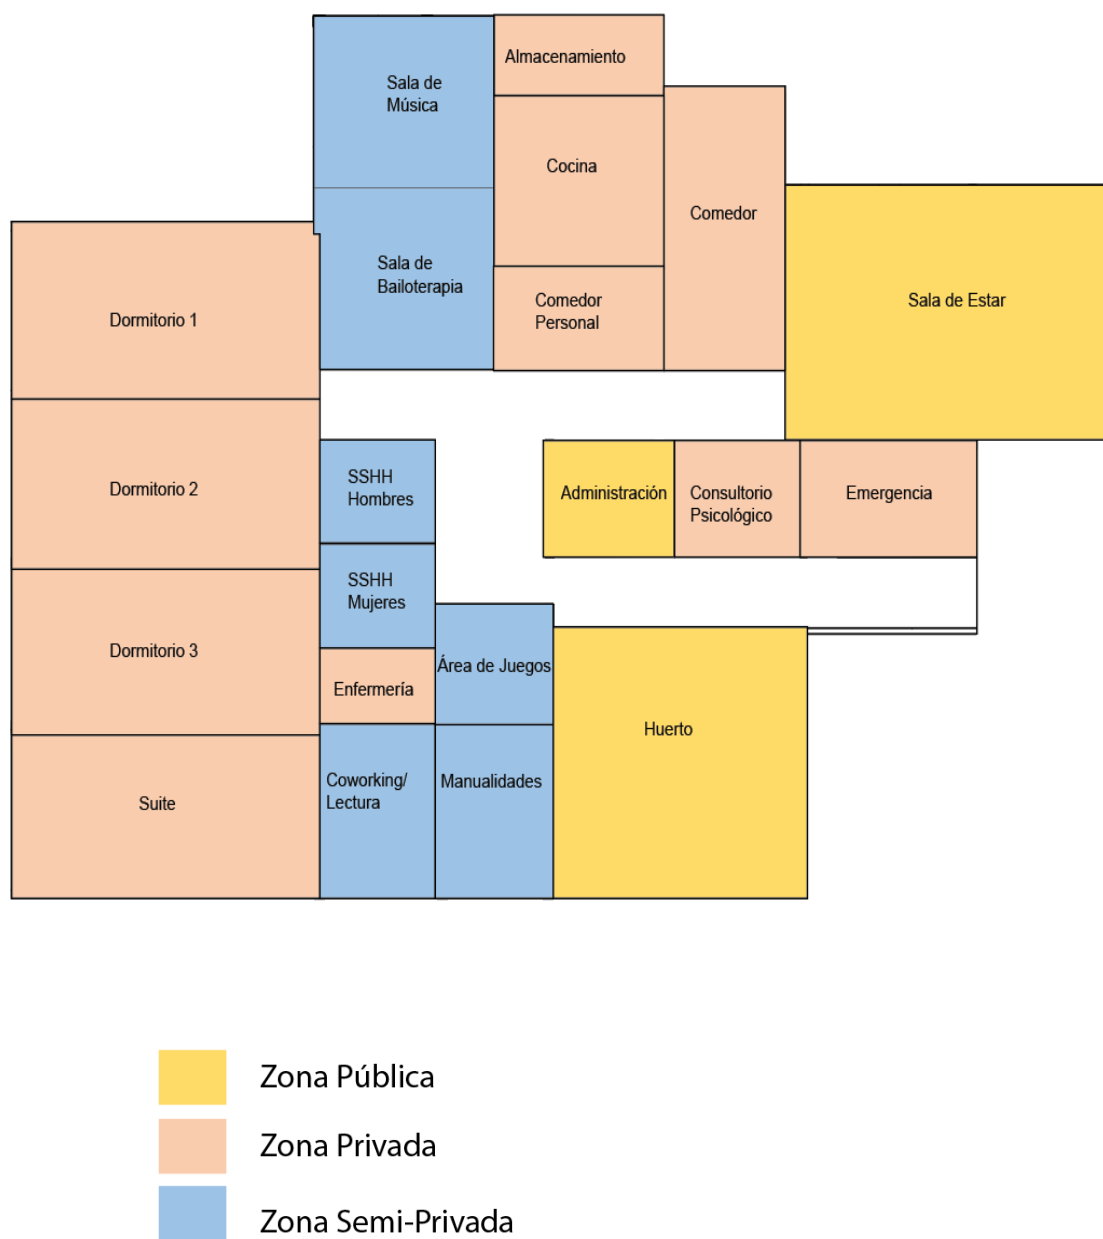 Almacenamiento
Sala de
Música
Cocina
Comedor
Sala de
Bailoterapia
Comedor
Personal
Sala de Estar
Dormitorio 1
Dormitorio 2
SSHH
Hombres
Administración
Consultorio
Psicológico
Emergencia
SSHH
Mujeres
Dormitorio 3
Enfermería
Área de Juegos
Huerto
Suite
Coworking/
Lectura
Manualidades
Zona Pública
Zona Privada
Zona Semi-Privada